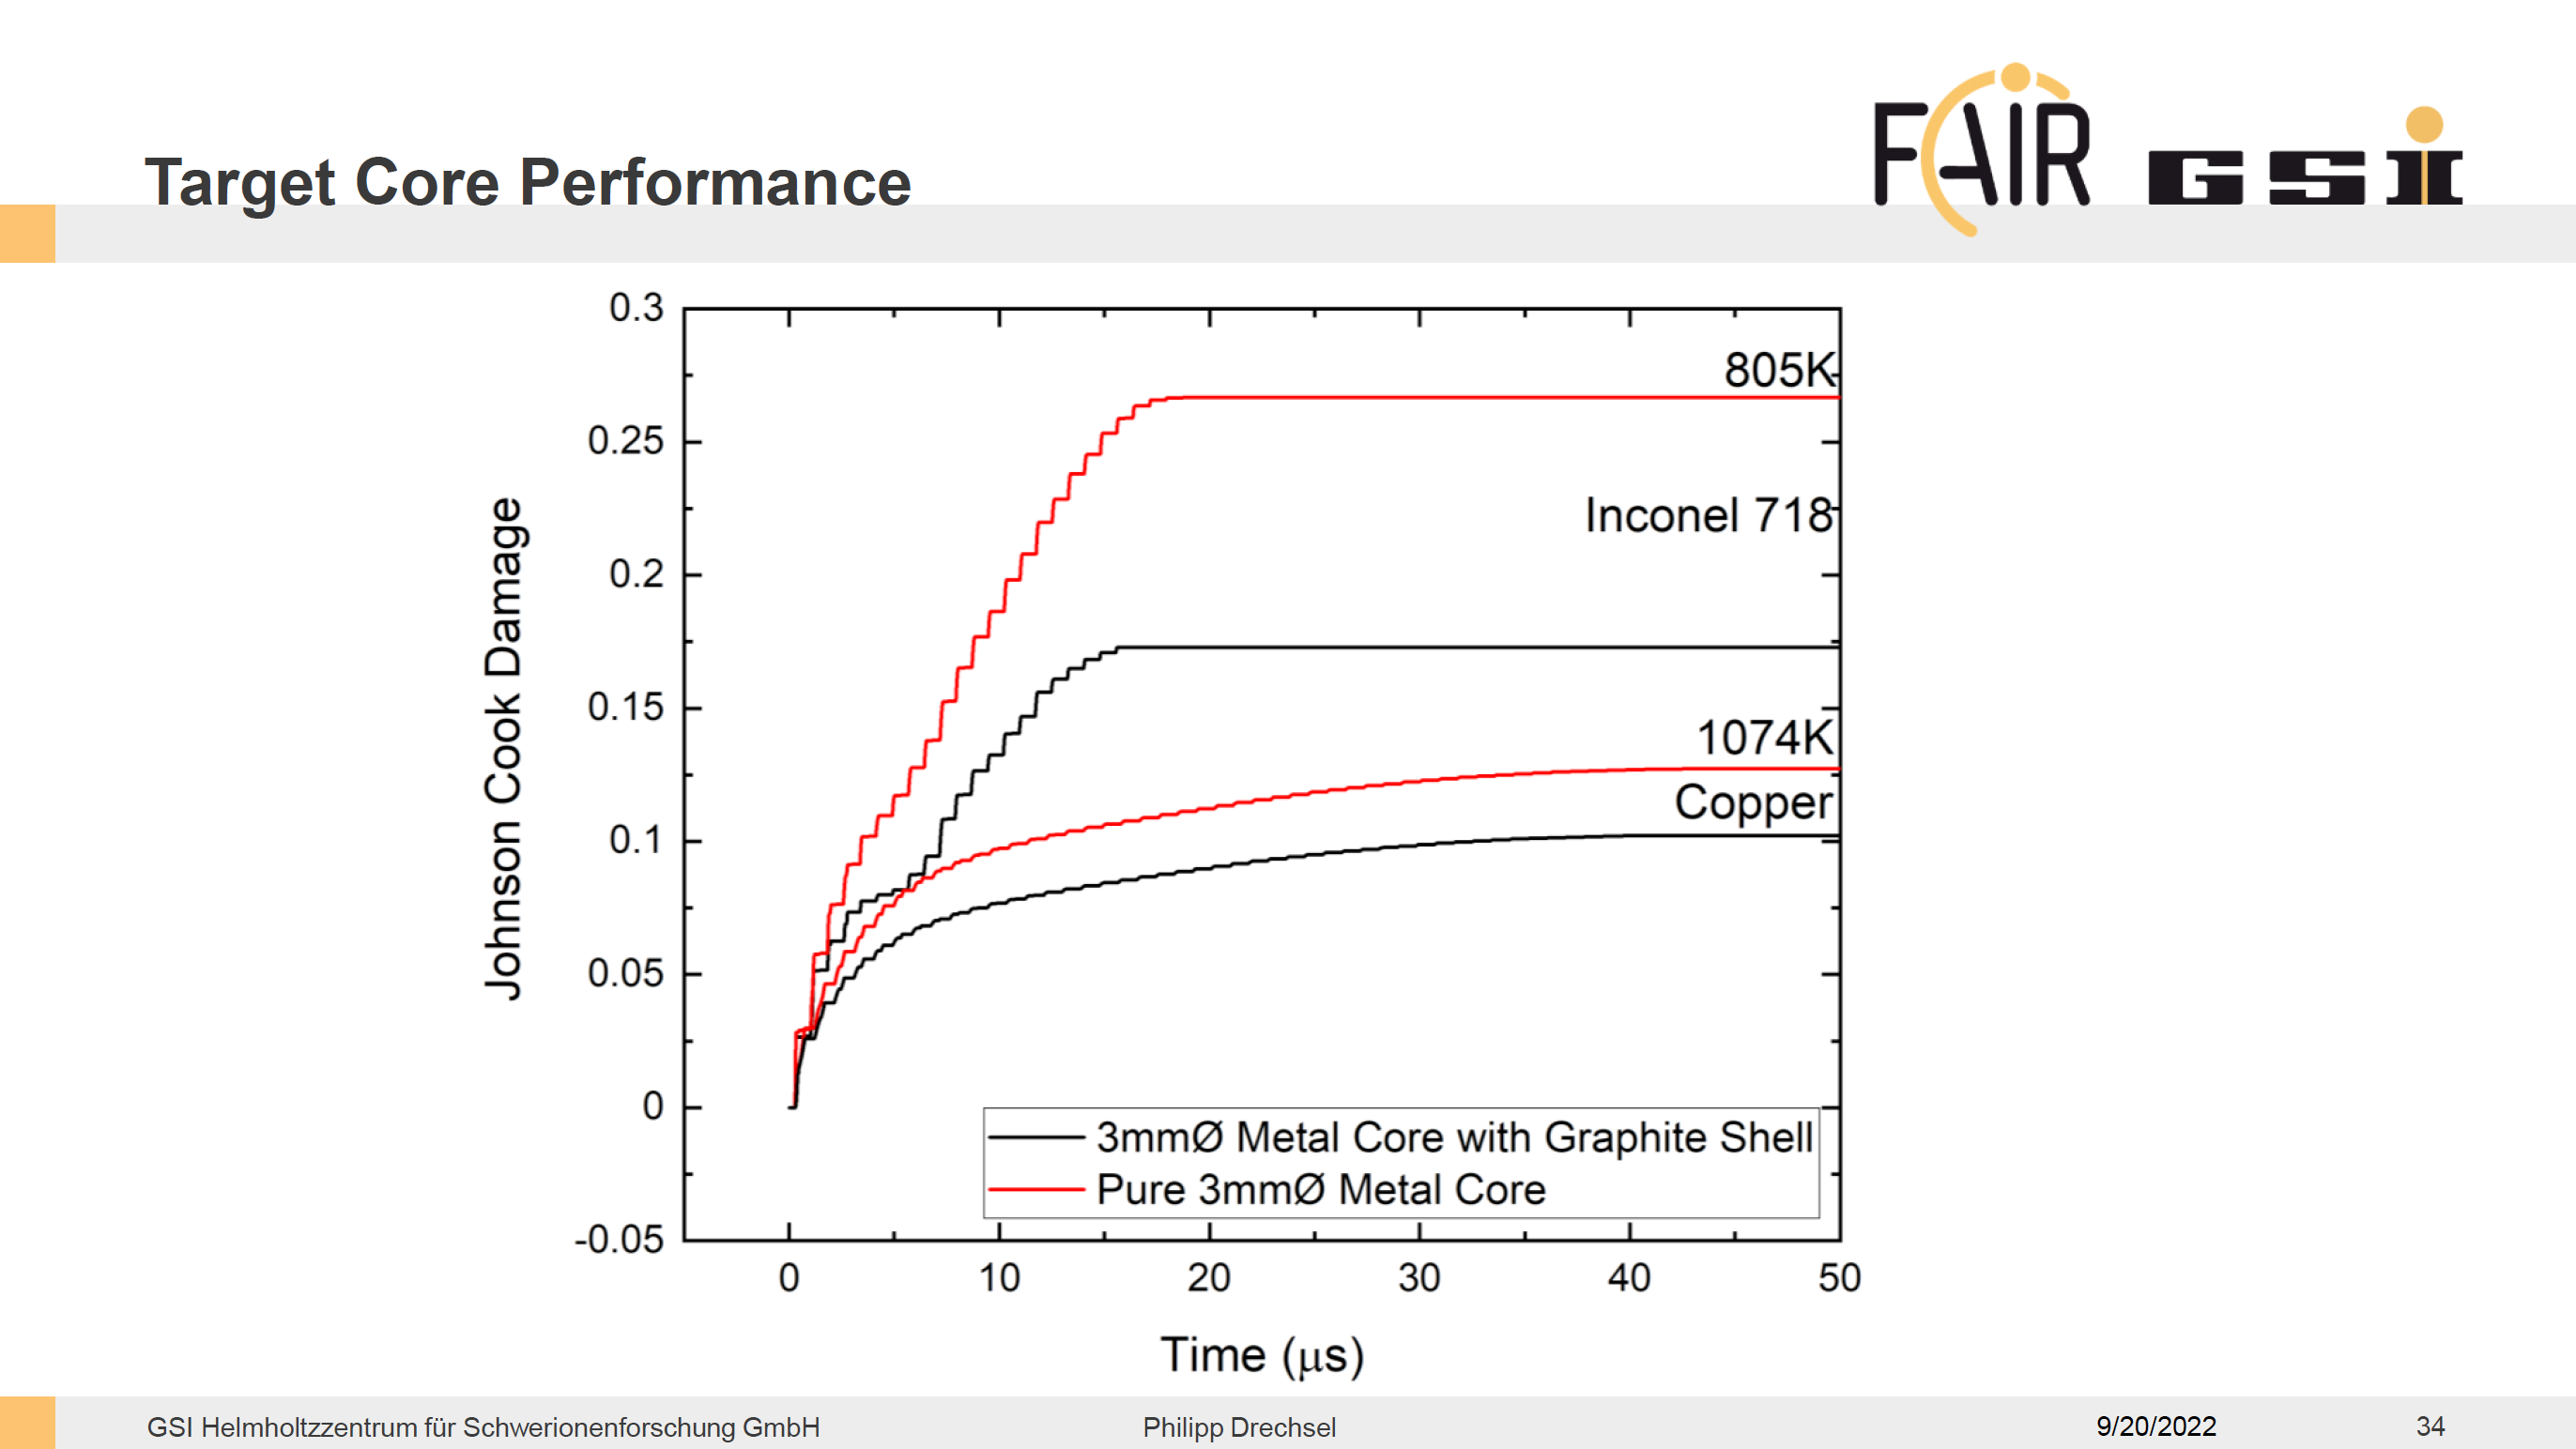 FAIR GSI
Target Core Performance
0.3
0.25
0.2
0.15
0.1
0.05
0
-0.05
Johnson Cook Damage
805K
Inconel 718
1074K
Copper
3mmØ Metal Core with Graphite Shell
Pure 3mmØ Metal Core
0 10 20 30 40 50
Time (μs)
GSI Helmholtzzentrum für Schwerionenforschung GmbH Philipp Drechsel 9/20/2022 34